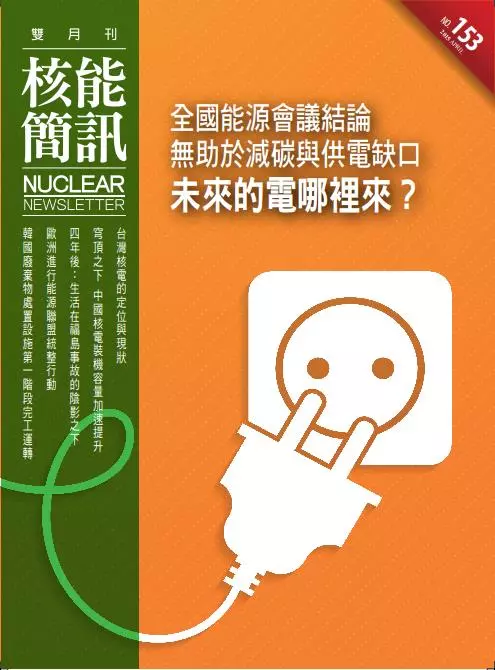 雙月刊
核能
簡訊
NUCLEAR
NEWSLETTER
NO. 153
2015.APRIL
全國能源會議結論
無助於減碳與供電缺口
未來的電哪裡來？
台灣核電的定位與現狀
穹頂之下 中國核電裝機容量加速提升
四年後：生活在福島事故的陰影之下
歐洲進行能源聯盟統整行動
韓國廢棄物處置設施第一階段完工運轉